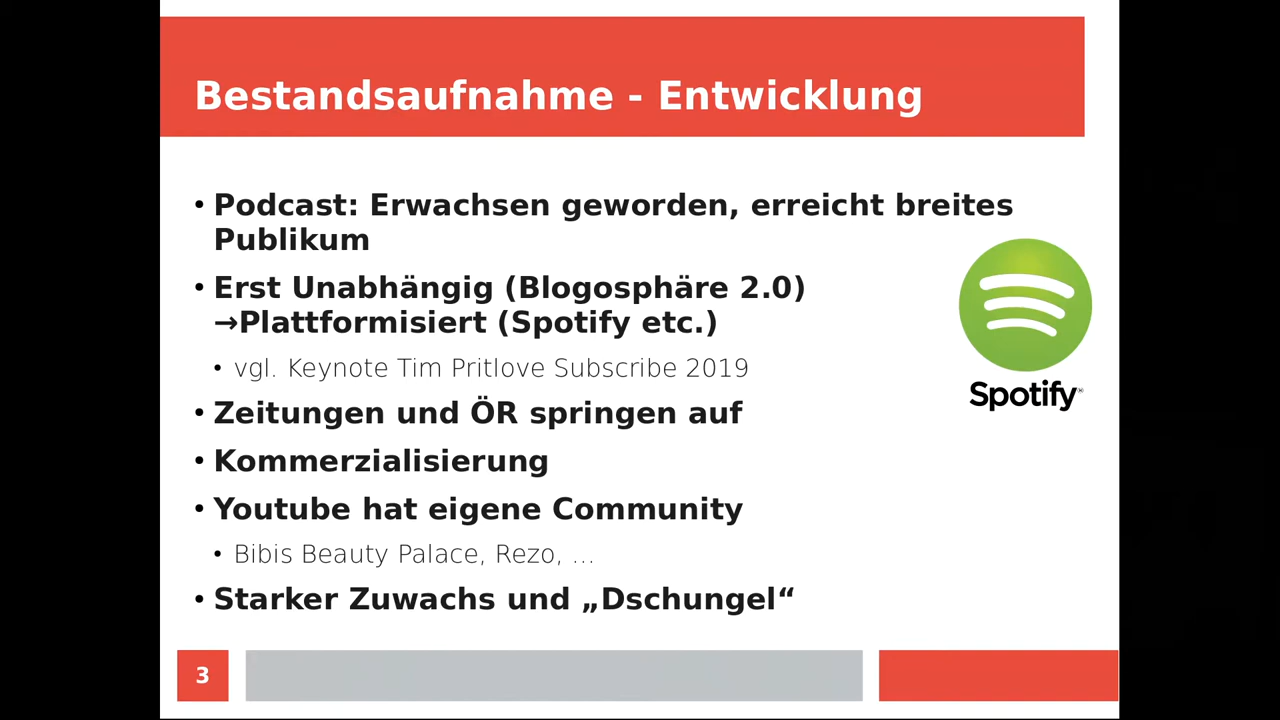 Bestandsaufnahme - Entwicklung
• Podcast: Erwachsen geworden, erreicht breites
Publikum
• Erst Unabhängig (Blogosphäre 2.0)
→Plattformisiert (Spotify etc.)
• vgl. Keynote Tim Pritlove Subscribe 2019
Spotify
• Zeitungen und ÖR springen auf
• Kommerzialisierung
• Youtube hat eigene Community
• Bibis Beauty Palace, Rezo, ...
• Starker Zuwachs und „Dschungel“
3